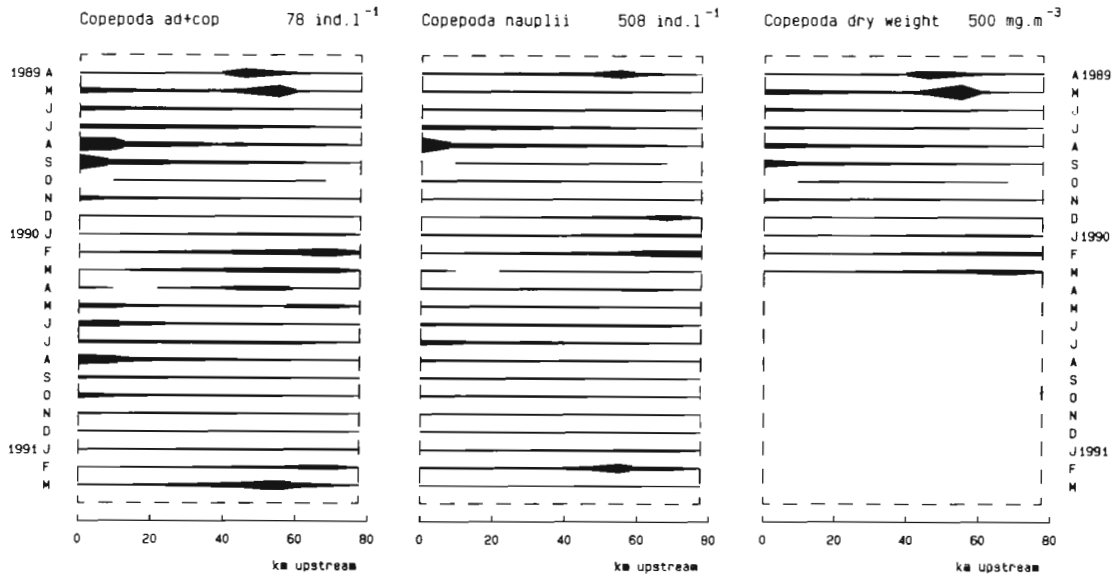 Copepoda ad+cop 78 ind.l⁻¹
Copepoda nauplii 508 ind.l⁻¹
Copepoda dry weight 500 mg.m⁻³
1989 A
M
J
J
A
S
O
N
D
1990 J
F
M
A
M
J
J
A
S
O
N
D
1991 J
F
M
A 1989
M
J
J
A
S
O
N
D
J 1990
F
M
A
M
J
J
A
S
O
N
D
J 1991
F
M
0 20 40 60 80
km upstream
0 20 40 60 80
km upstream
0 20 40 60 80
km upstream